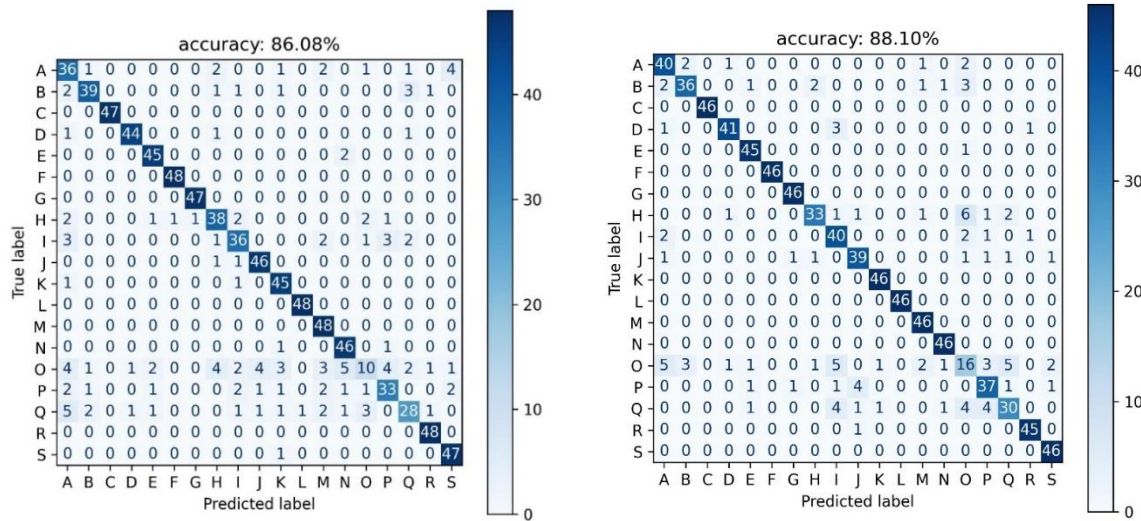 accuracy: 86.08%
True label
A 36 1 0 0 0 0 0 2 0 0 1 0 2 0 1 0 1 0 4
B 2 39 0 0 0 0 0 1 1 0 1 0 0 0 0 0 3 1 0
C 0 0 47 0 0 0 0 0 0 0 0 0 0 0 0 0 0 0 0
D 1 0 0 44 0 0 0 1 0 0 0 0 0 0 0 0 1 0 0
E 0 0 0 0 45 0 0 0 0 0 0 0 0 2 0 0 0 0 0
F 0 0 0 0 0 48 0 0 0 0 0 0 0 0 0 0 0 0 0
G 0 0 0 0 0 0 47 0 0 0 0 0 0 0 0 0 0 0 0
H 2 0 0 0 1 1 1 38 2 0 0 0 0 0 2 1 0 0 0
I 3 0 0 0 0 0 0 1 36 0 0 0 2 0 1 3 2 0 0
J 0 0 0 0 0 0 0 1 1 46 0 0 0 0 0 0 0 0 0
K 1 0 0 0 0 0 0 0 1 0 45 0 0 0 0 0 0 0 0
L 0 0 0 0 0 0 0 0 0 0 0 48 0 0 0 0 0 0 0
M 0 0 0 0 0 0 0 0 0 0 0 0 48 0 0 0 0 0 0
N 0 0 0 0 0 0 0 0 0 0 1 0 0 46 0 1 0 0 0
O 4 1 0 1 2 0 0 4 2 4 3 0 3 5 10 4 2 1 1
P 2 1 0 0 1 0 0 0 2 1 1 0 0 1 4 33 0 0 2
Q 5 2 0 1 1 0 0 0 1 1 1 1 2 1 3 0 28 1 0
R 0 0 0 0 0 0 0 0 0 0 0 0 0 0 0 0 0 48 0
S 0 0 0 0 0 0 0 0 0 0 1 0 0 0 0 0 0 0 47
A B C D E F G H I J K L M N O P Q R S
Predicted label
40
30
20
10
0
accuracy: 88.10%
True label
A 40 2 0 1 0 0 0 0 0 0 0 0 1 0 2 0 0 0 0
B 2 36 0 0 1 0 0 2 0 0 0 0 1 1 3 0 0 0 0
C 0 0 46 0 0 0 0 0 0 0 0 0 0 0 0 0 0 0 0
D 1 0 0 41 0 0 0 0 3 0 0 0 0 0 0 0 0 1 0
E 0 0 0 0 45 0 0 0 0 0 0 0 0 0 1 0 0 0 0
F 0 0 0 0 0 46 0 0 0 0 0 0 0 0 0 0 0 0 0
G 0 0 0 0 0 0 46 0 0 0 0 0 0 0 0 0 0 0 0
H 0 0 0 1 0 0 0 33 1 1 0 0 1 0 6 1 2 0 0
I 2 0 0 0 0 0 0 0 40 0 0 0 0 0 2 1 0 1 0
J 1 0 0 0 0 0 1 1 0 39 0 0 0 0 1 1 1 0 1
K 0 0 0 0 0 0 0 0 0 0 46 0 0 0 0 0 0 0 0
L 0 0 0 0 0 0 0 0 0 0 0 46 0 0 0 0 0 0 0
M 0 0 0 0 0 0 0 0 0 0 0 0 46 0 0 0 0 0 0
N 0 0 0 0 0 0 0 0 0 0 0 0 0 46 0 0 0 0 0
O 5 3 0 1 1 0 0 1 5 0 1 0 2 1 16 3 5 0 1
P 0 0 0 0 1 0 1 0 1 4 0 0 0 0 0 37 1 0 1
Q 0 0 0 0 1 0 0 0 4 1 1 0 0 1 4 4 30 0 0
R 0 0 0 0 0 0 0 0 0 1 0 0 0 0 0 0 0 45 0
S 0 0 0 0 0 0 0 0 0 0 0 0 0 0 0 0 0 0 46
A B C D E F G H I J K L M N O P Q R S
Predicted label
40
30
20
10
0